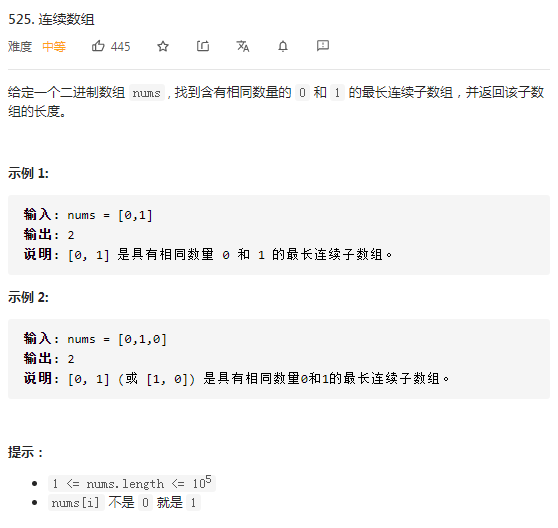 525. 连续数组
难度 中等 445
给定一个二进制数组 nums , 找到含有相同数量的 0 和 1 的最长连续子数组，并返回该子数
组的长度。
示例 1:
输入: nums = [0,1]
输出: 2
说明: [0, 1] 是具有相同数量 0 和 1 的最长连续子数组。
示例 2:
输入: nums = [0,1,0]
输出: 2
说明: [0, 1] (或 [1, 0]) 是具有相同数量0和1的最长连续子数组。
提示：
1 <= nums.length <= 10⁵
nums[i] 不是 0 就是 1